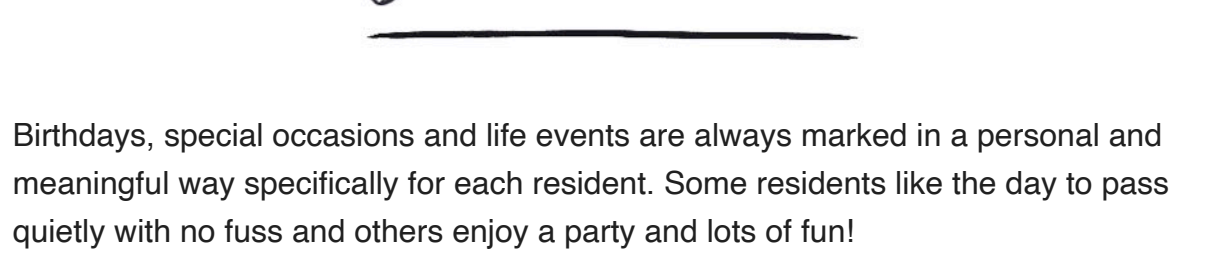 Birthdays, special occasions and life events are always marked in a personal and
meaningful way specifically for each resident. Some residents like the day to pass
quietly with no fuss and others enjoy a party and lots of fun!